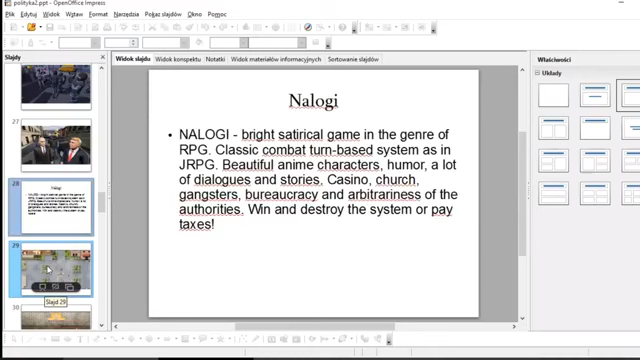 polityka2.ppt - OpenOffice Impress
Plik Edytuj Widok Wstaw Format Narzędzia Pokaz slajdów Okno Pomoc
Slajdy
Widok slajdu Widok konspektu Notatki Widok materiałów informacyjnych Sortowanie slajdów
Właściwości
Układy
27
28
Nalogi
29
Slajd 29
30
Nalogi
• NALOGI - bright satirical game in the genre of
RPG. Classic combat turn-based system as in
JRPG. Beautiful anime characters, humor, a lot
of dialogues and stories. Casino, church,
gangsters, bureaucracy and arbitrariness of the
authorities. Win and destroy the system or pay
taxes!